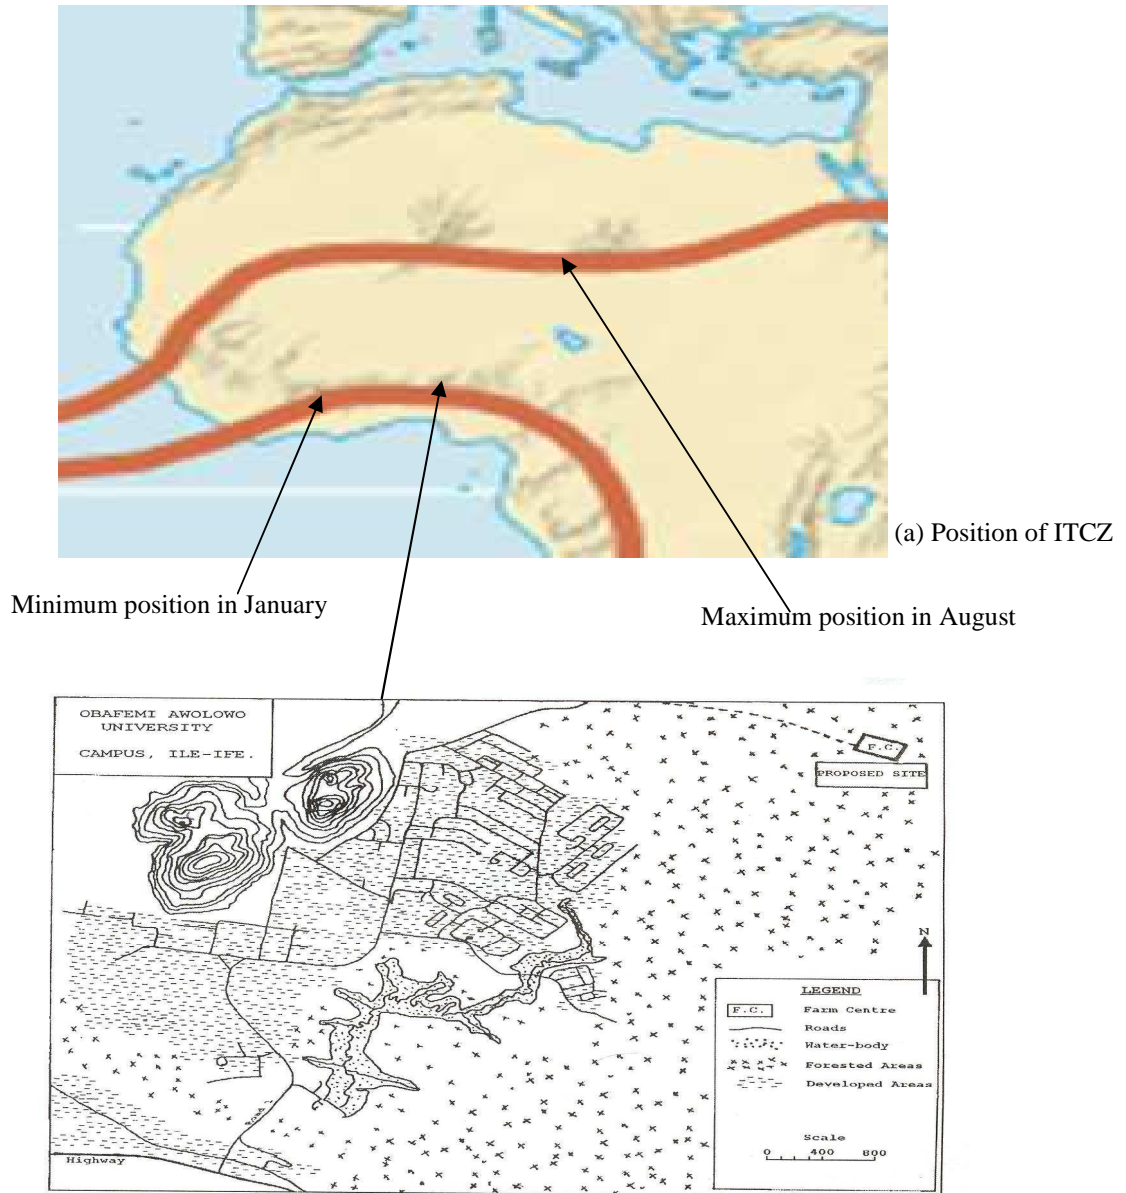 (a) Position of ITCZ
Minimum position in January
Maximum position in August
OBAFEMI AWOLOWO
UNIVERSITY
CAMPUS, ILE-IFE.
F.C.
PROPOSED SITE
N
LEGEND
F.C. Farm Centre
Roads
Water-body
Forested Areas
Developed Areas
Scale
0 400 800
Road
Highway